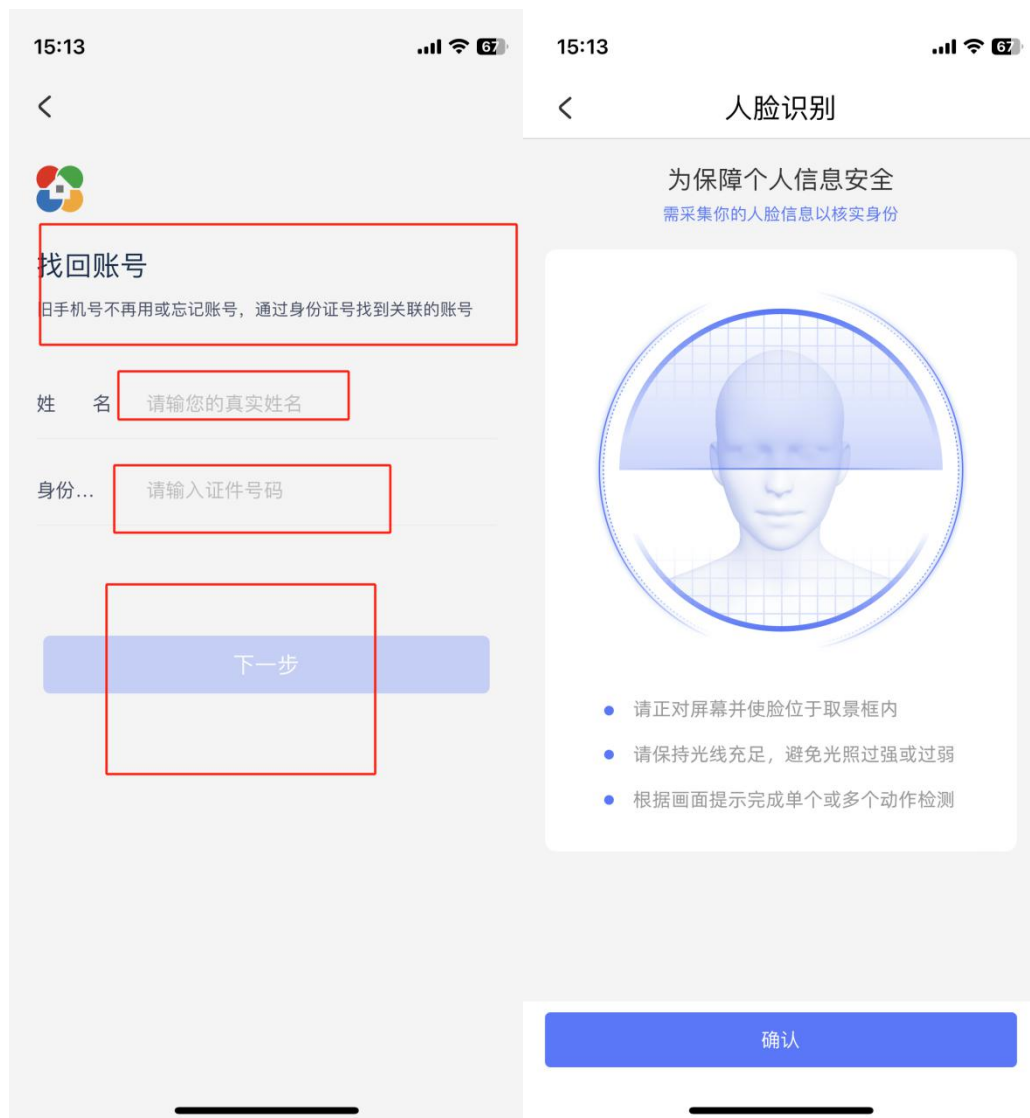 15:13
67
找回账号
旧手机号不再用或忘记账号，通过身份证号找到关联的账号
姓 名 请输您的真实姓名
身份... 请输入证件号码
下一步
15:13
67
人脸识别
为保障个人信息安全
需采集你的人脸信息以核实身份
请正对屏幕并使脸位于取景框内
请保持光线充足，避免光照过强或过弱
根据画面提示完成单个或多个动作检测
确认